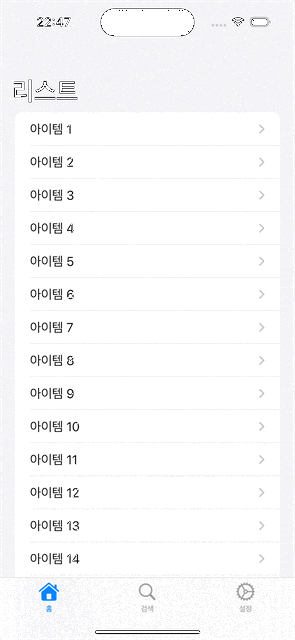 22:47
리스트
아이템 1
아이템 2
아이템 3
아이템 4
아이템 5
아이템 6
아이템 7
아이템 8
아이템 9
아이템 10
아이템 11
아이템 12
아이템 13
아이템 14
홈 검색 설정